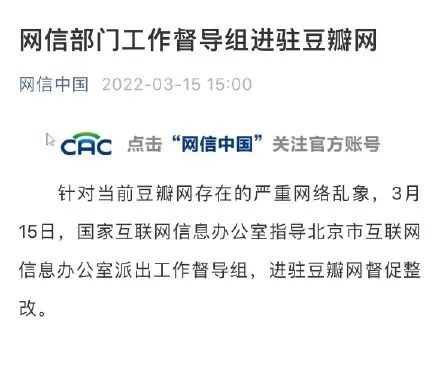 网信部门工作督导组进驻豆瓣网
网信中国 2022-03-15 15:00
CAC 点击“网信中国”关注官方账号
针对当前豆瓣网存在的严重网络乱象，3月
15日，国家互联网信息办公室指导北京市互联网
信息办公室派出工作督导组，进驻豆瓣网督促整
改。